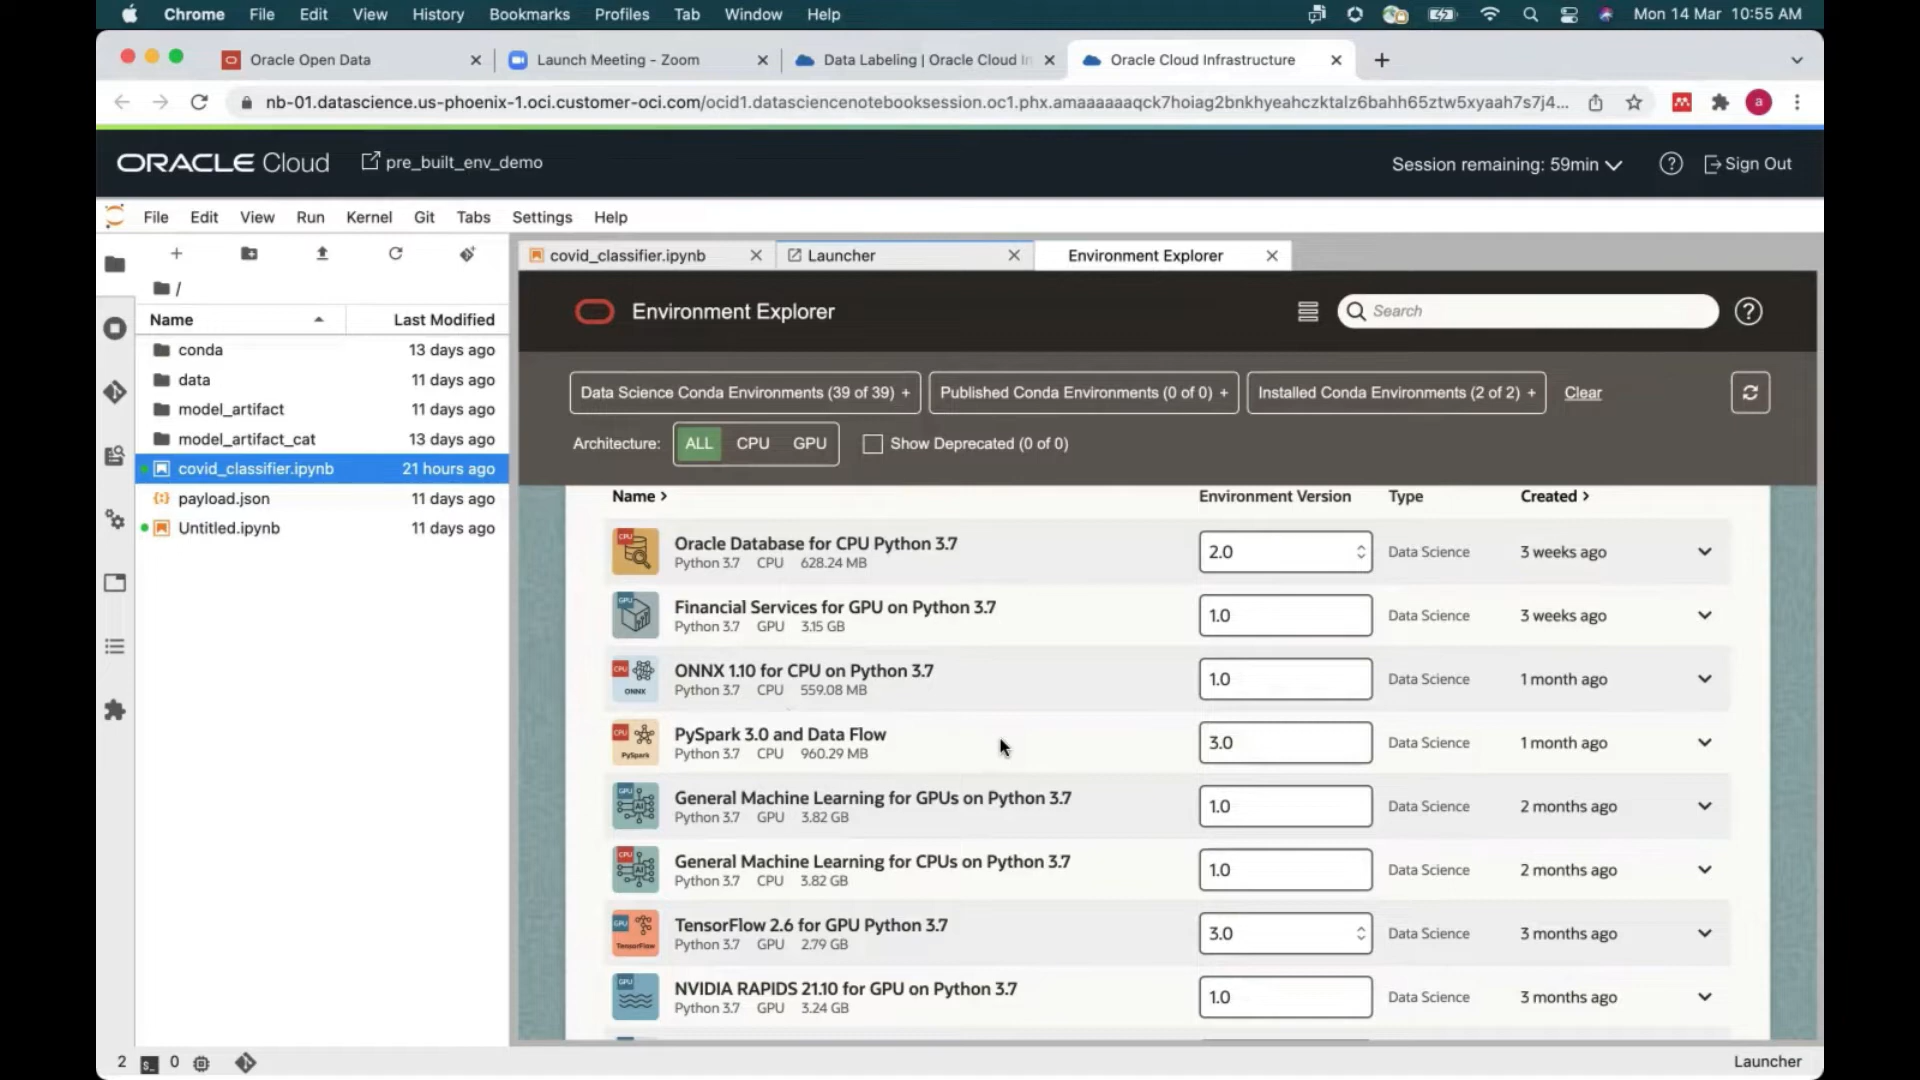 Chrome File Edit View History Bookmarks Profiles Tab Window Help Mon 14 Mar 10:55 AM
Oracle Open Data Launch Meeting - Zoom Data Labeling | Oracle Cloud In Oracle Cloud Infrastructure
nb-01.datascience.us-phoenix-1.oci.customer-oci.com/ocid1.datasciencenotebooksession.oc1.phx.amaaaaaaqck7hoiag2bnkhyeahczktalz6bahh65ztw5xyaah7s7j4... a
ORACLE Cloud pre_built_env_demo Session remaining: 59min Sign Out
File Edit View Run Kernel Git Tabs Settings Help
covid_classifier.ipynb Launcher Environment Explorer
/
Name Last Modified
conda 13 days ago
data 11 days ago
model_artifact 11 days ago
model_artifact_cat 13 days ago
covid_classifier.ipynb 21 hours ago
payload.json 11 days ago
Untitled.ipynb 11 days ago
Environment Explorer Search
Data Science Conda Environments (39 of 39) + Published Conda Environments (0 of 0) + Installed Conda Environments (2 of 2) + Clear
Architecture: ALL CPU GPU Show Deprecated (0 of 0)
Name > Environment Version Type Created >
CPU Oracle Database for CPU Python 3.7 2.0 Data Science 3 weeks ago
Python 3.7 CPU 628.24 MB
GPU Financial Services for GPU on Python 3.7 1.0 Data Science 3 weeks ago
Python 3.7 GPU 3.15 GB
CPU ONNX ONNX 1.10 for CPU on Python 3.7 1.0 Data Science 1 month ago
Python 3.7 CPU 559.08 MB
CPU PySpark PySpark 3.0 and Data Flow 3.0 Data Science 1 month ago
Python 3.7 CPU 960.29 MB
GPU AI General Machine Learning for GPUs on Python 3.7 1.0 Data Science 2 months ago
Python 3.7 GPU 3.82 GB
CPU AI General Machine Learning for CPUs on Python 3.7 1.0 Data Science 2 months ago
Python 3.7 CPU 3.82 GB
GPU TensorFlow TensorFlow 2.6 for GPU Python 3.7 3.0 Data Science 3 months ago
Python 3.7 GPU 2.79 GB
GPU NVIDIA RAPIDS 21.10 for GPU on Python 3.7 1.0 Data Science 3 months ago
Python 3.7 GPU 3.24 GB
2 0 Launcher